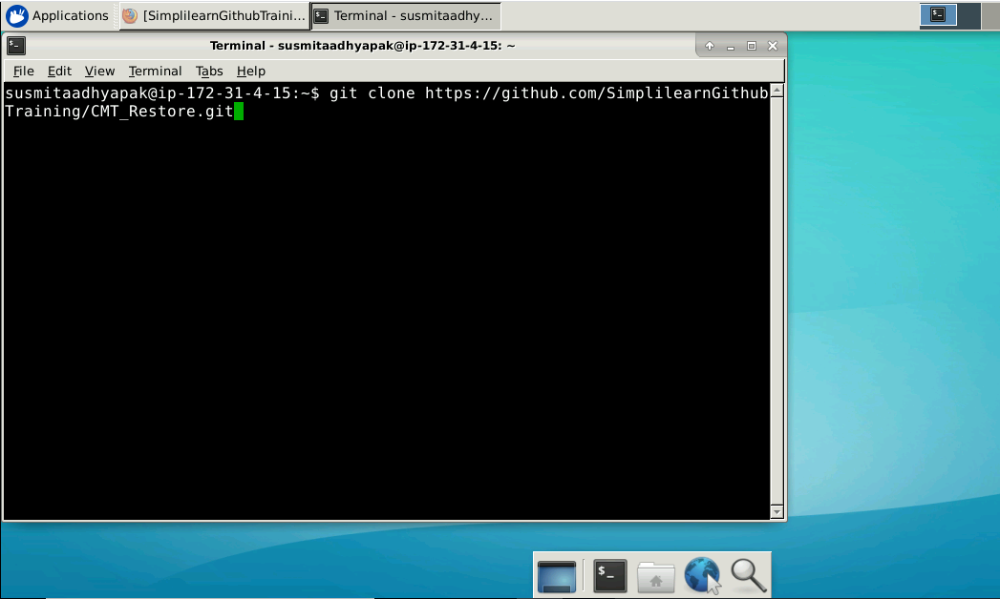 Applications
[SimplilearnGithubTraini...
Terminal - susmitaadhy...
Terminal - susmitaadhyapak@ip-172-31-4-15: ~
File Edit View Terminal Tabs Help
susmitaadhyapak@ip-172-31-4-15:~$ git clone https://github.com/SimplilearnGithub
Training/CMT_Restore.git
$_